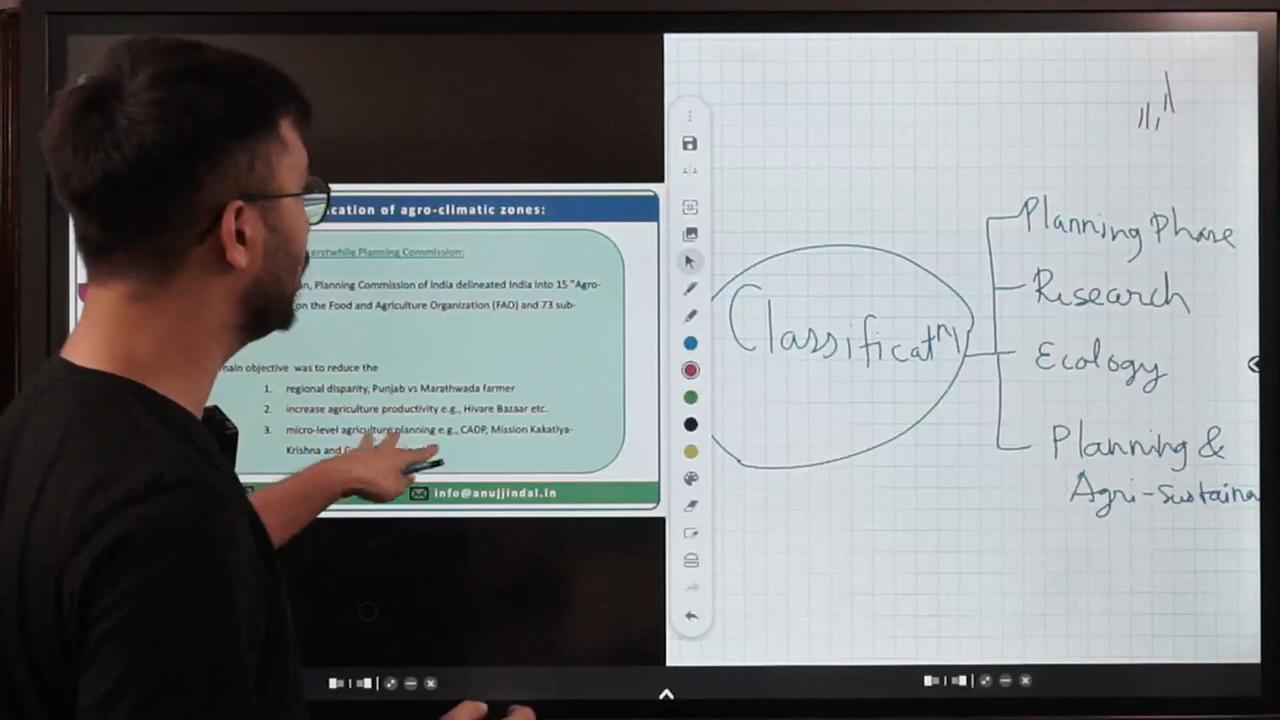 ication of agro-climatic zones:
erstwhile Planning Commission:
n, Planning Commission of India delineated India into 15 "Agro-
on the Food and Agriculture Organization (FAO) and 73 sub-
main objective was to reduce the
1. regional disparity, Punjab vs Marathwada farmer
2. increase agriculture productivity e.g., Hivare Bazaar etc.
3. micro-level agriculture planning e.g., CADP, Mission Kakatiya-
Krishna and
info@anujjindal.in
Classificatn
Planning Phase
Research
Ecology
Planning &
Agri-Sustaina